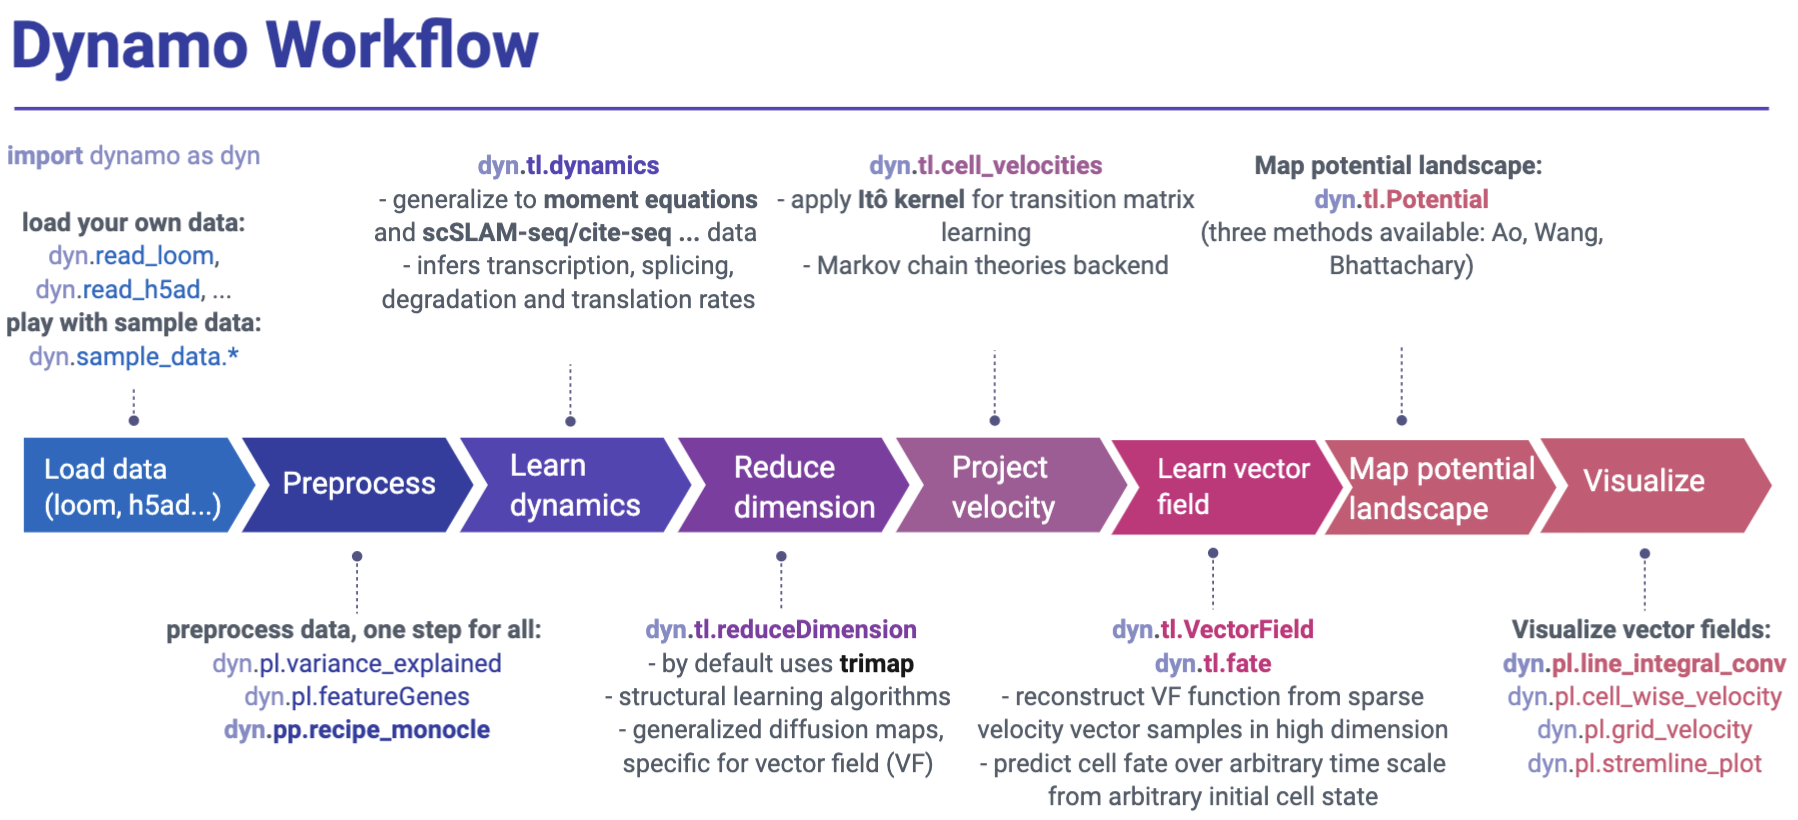 Dynamo Workflow
import dynamo as dyn
load your own data:
dyn.read_loom,
dyn.read_h5ad, ...
play with sample data:
dyn.sample_data.*
dyn.tl.dynamics
- generalize to moment equations
and scSLAM-seq/cite-seq ... data
- infers transcription, splicing,
degradation and translation rates
dyn.tl.cell_velocities
- apply Itô kernel for transition matrix
learning
- Markov chain theories backend
Map potential landscape:
dyn.tl.Potential
(three methods available: Ao, Wang,
Bhattachary)
Load data
(loom, h5ad...)
Preprocess
Learn
dynamics
Reduce
dimension
Project
velocity
Learn vector
field
Map potential
landscape
Visualize
preprocess data, one step for all:
dyn.pl.variance_explained
dyn.pl.featureGenes
dyn.pp.recipe_monocle
dyn.tl.reduceDimension
- by default uses trimap
- structural learning algorithms
- generalized diffusion maps,
specific for vector field (VF)
dyn.tl.VectorField
dyn.tl.fate
- reconstruct VF function from sparse
velocity vector samples in high dimension
- predict cell fate over arbitrary time scale
from arbitrary initial cell state
Visualize vector fields:
dyn.pl.line_integral_conv
dyn.pl.cell_wise_velocity
dyn.pl.grid_velocity
dyn.pl.stremline_plot